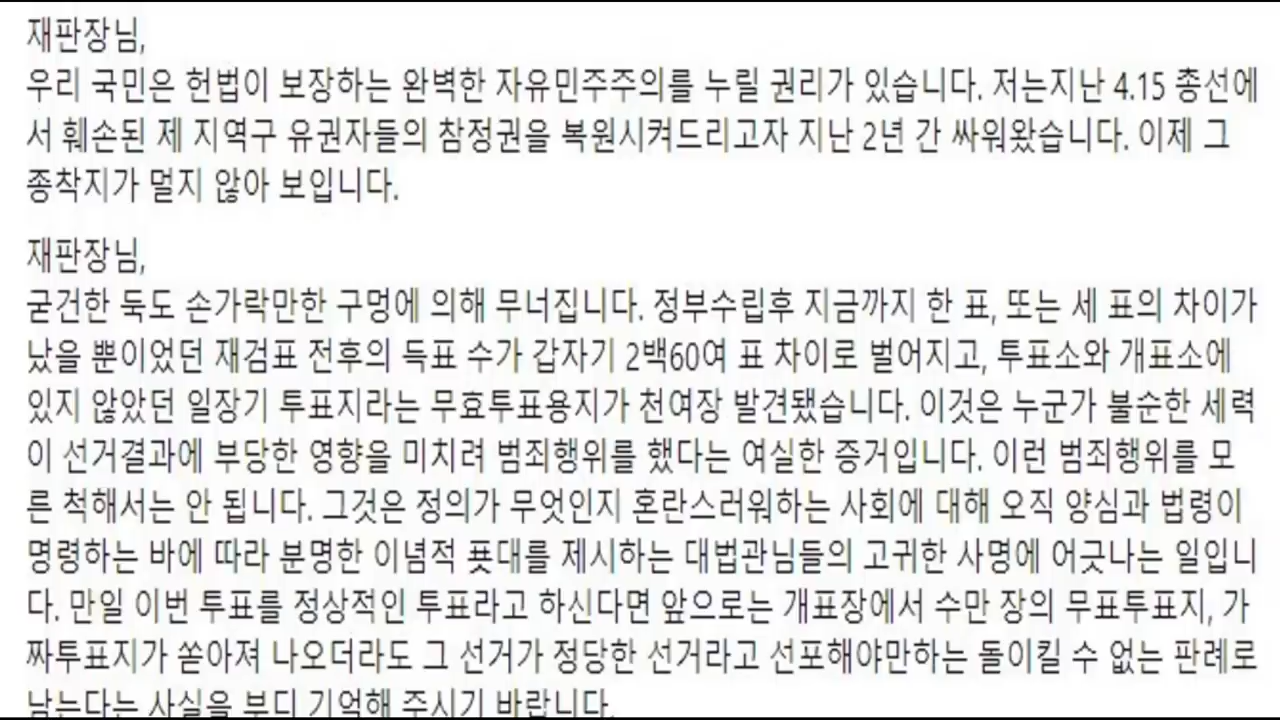 재판장님,
우리 국민은 헌법이 보장하는 완벽한 자유민주주의를 누릴 권리가 있습니다. 저는지난 4.15 총선에
서 훼손된 제 지역구 유권자들의 참정권을 복원시켜드리고자 지난 2년 간 싸워왔습니다. 이제 그
종착지가 멀지 않아 보입니다.
재판장님,
굳건한 둑도 손가락만한 구멍에 의해 무너집니다. 정부수립후 지금까지 한 표, 또는 세 표의 차이가
났을 뿐이었던 재검표 전후의 득표 수가 갑자기 2백60여 표 차이로 벌어지고, 투표소와 개표소에
있지 않았던 일장기 투표지라는 무효투표용지가 천여장 발견됐습니다. 이것은 누군가 불순한 세력
이 선거결과에 부당한 영향을 미치려 범죄행위를 했다는 여실한 증거입니다. 이런 범죄행위를 모
른 척해서는 안 됩니다. 그것은 정의가 무엇인지 혼란스러워하는 사회에 대해 오직 양심과 법령이
명령하는 바에 따라 분명한 이념적 푯대를 제시하는 대법관님들의 고귀한 사명에 어긋나는 일입니
다. 만일 이번 투표를 정상적인 투표라고 하신다면 앞으로는 개표장에서 수만 장의 무표투표지, 가
짜투표지가 쏟아져 나오더라도 그 선거가 정당한 선거라고 선포해야만하는 돌이킬 수 없는 판례로
남는다는 사실을 부디 기억해 주시기 바랍니다.